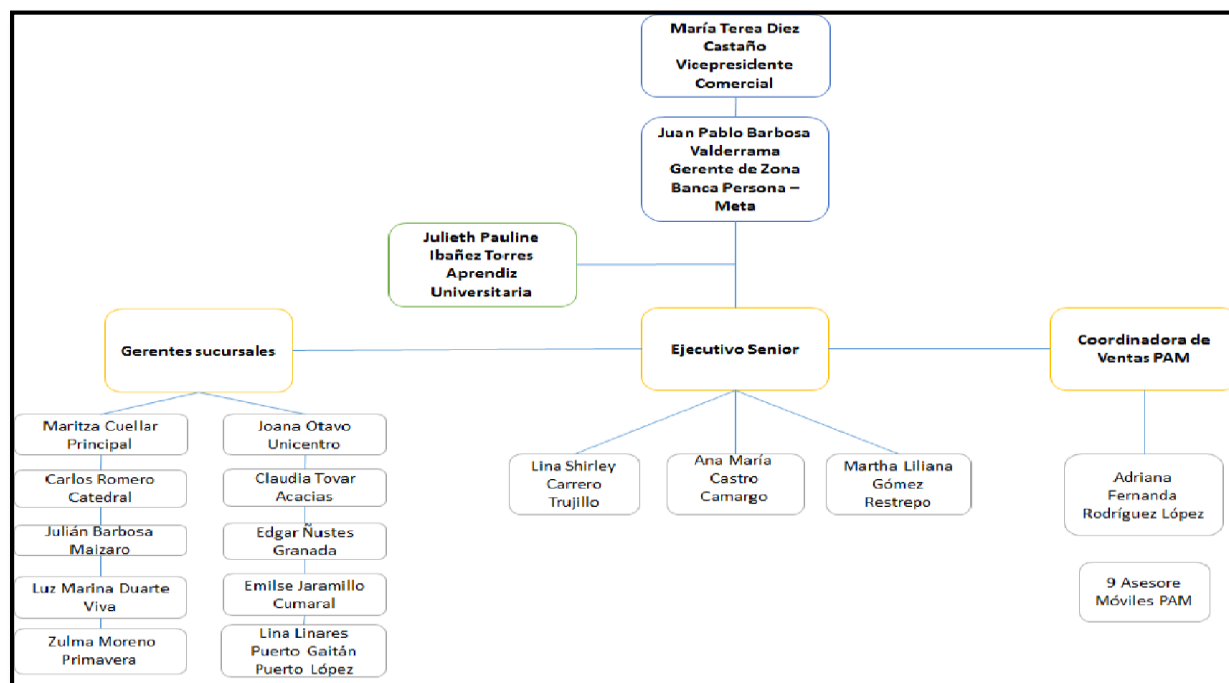 María Terea Diez
Castaño
Vicepresidente
Comercial
Juan Pablo Barbosa
Valderrama
Gerente de Zona
Banca Persona –
Meta
Julieth Pauline
Ibañez Torres
Aprendiz
Universitaria
Gerentes sucursales
Ejecutivo Senior
Coordinadora de
Ventas PAM
Maritza Cuellar
Principal
Carlos Romero
Catedral
Julián Barbosa
Maizaro
Luz Marina Duarte
Viva
Zulma Moreno
Primavera
Joana Otavo
Unicentro
Claudia Tovar
Acacias
Edgar Ñustes
Granada
Emilse Jaramillo
Cumaral
Lina Linares
Puerto Gaitán
Puerto López
Lina Shirley
Carrero
Trujillo
Ana María
Castro
Camargo
Martha Liliana
Gómez
Restrepo
Adriana
Fernanda
Rodríguez López
9 Asesore
Móviles PAM